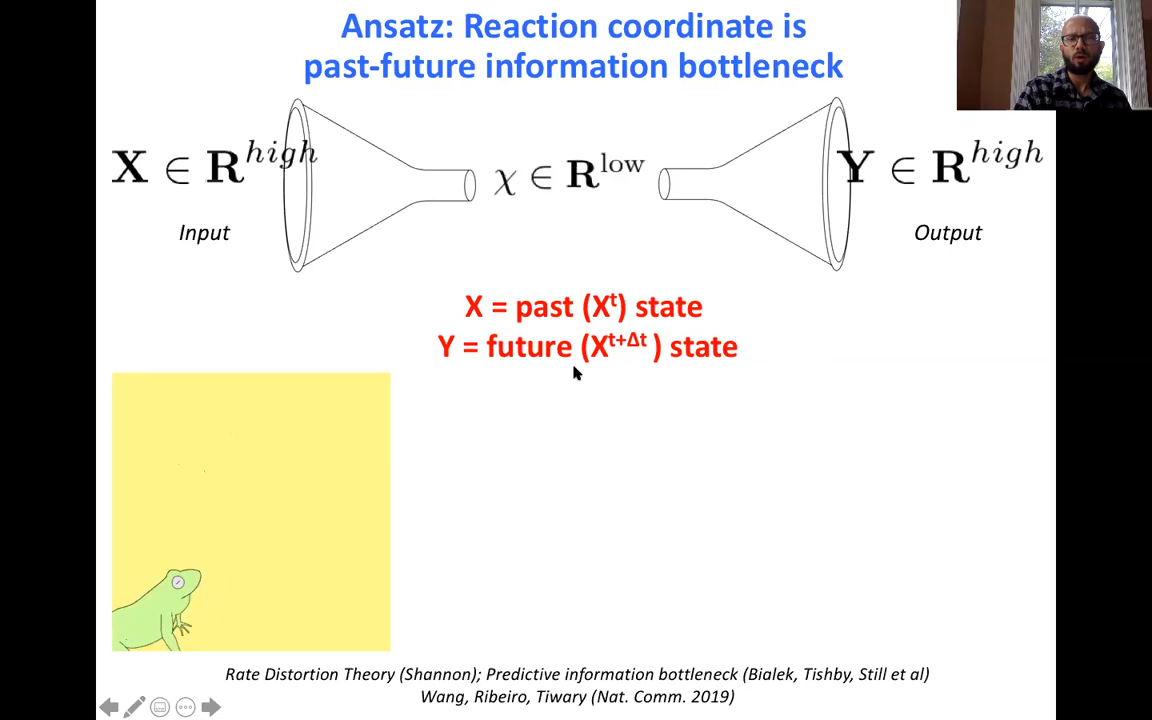 Ansatz: Reaction coordinate is
past-future information bottleneck
X ∈ R^high
χ ∈ R^low
Y ∈ R^high
Input
Output
X = past (X^t) state
Y = future (X^t+Δt ) state
Rate Distortion Theory (Shannon); Predictive information bottleneck (Bialek, Tishby, Still et al)
Wang, Ribeiro, Tiwary (Nat. Comm. 2019)